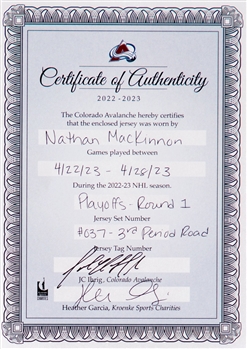 Certificate of Authenticity
2022-2023
The Colorado Avalanche hereby certifies
that the enclosed jersey was worn by
Nathan MacKinnon
Games played between
4/22/23 - 4/28/23
During the 2022-23 NHL season.
Playoffs - Round 1
Jersey Set Number
#037 - 3rd Period Road
Jersey Tag Number
JC Ihrig, Colorado Avalanche
Heather Garcia, Kroenke Sports Charities